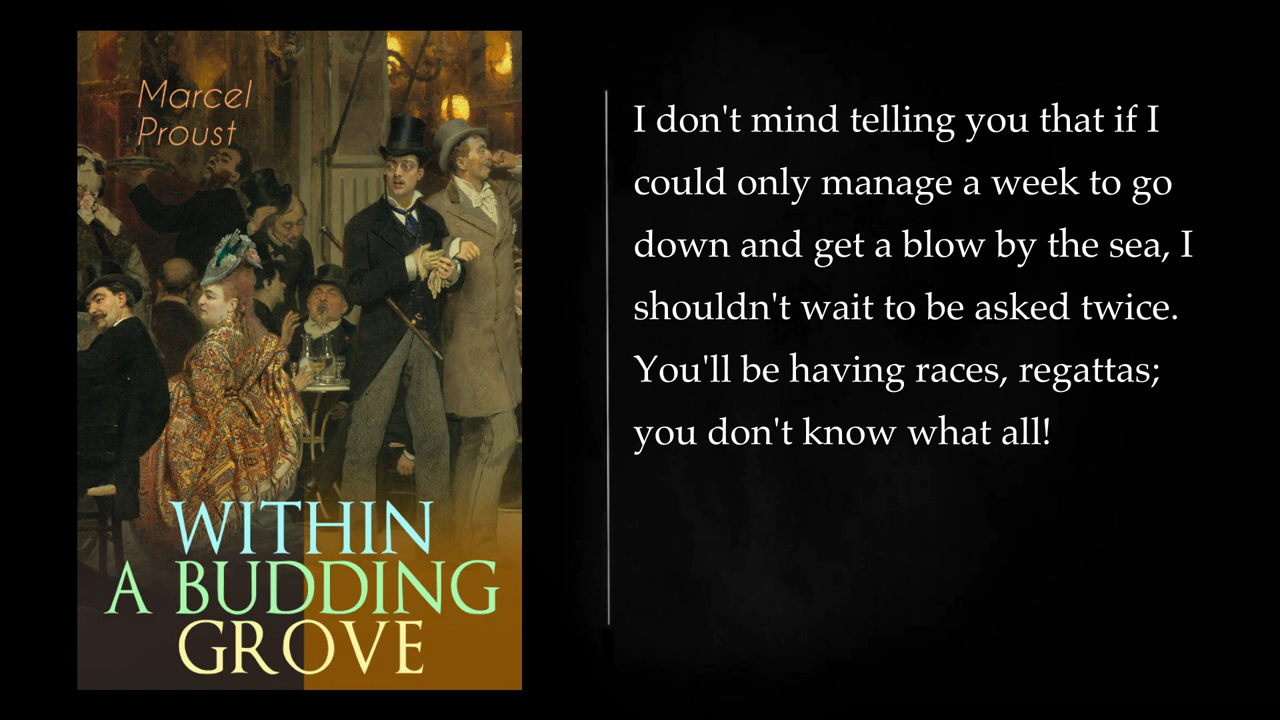 Marcel
Proust
WITHIN
A BUDDING
GROVE
I don't mind telling you that if I
could only manage a week to go
down and get a blow by the sea, I
shouldn't wait to be asked twice.
You'll be having races, regattas;
you don't know what all!